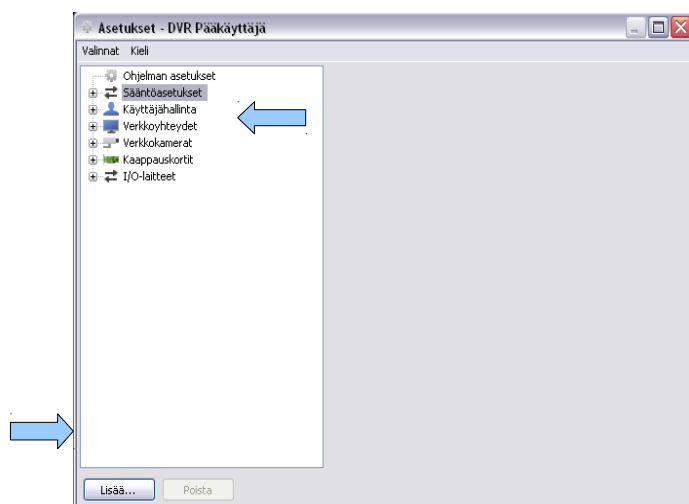 Asetukset - DVR Pääkäyttäjä
Valinnat Kieli
Ohjelman asetukset
Sääntöasetukset
Käyttäjähallinta
Verkkoyhteydet
Verkkokamerat
Kaappauskortit
I/O-laitteet
Lisää... Poista